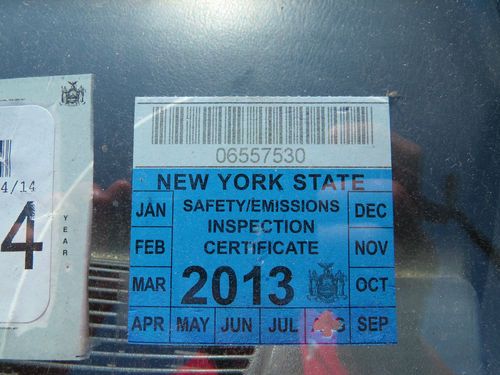 06557530
NEW YORK STATE
JAN SAFETY/EMISSIONS DEC
INSPECTION
FEB CERTIFICATE NOV
MAR 2013 OCT
APR MAY JUN JUL SEP
4/14
4
YEAR